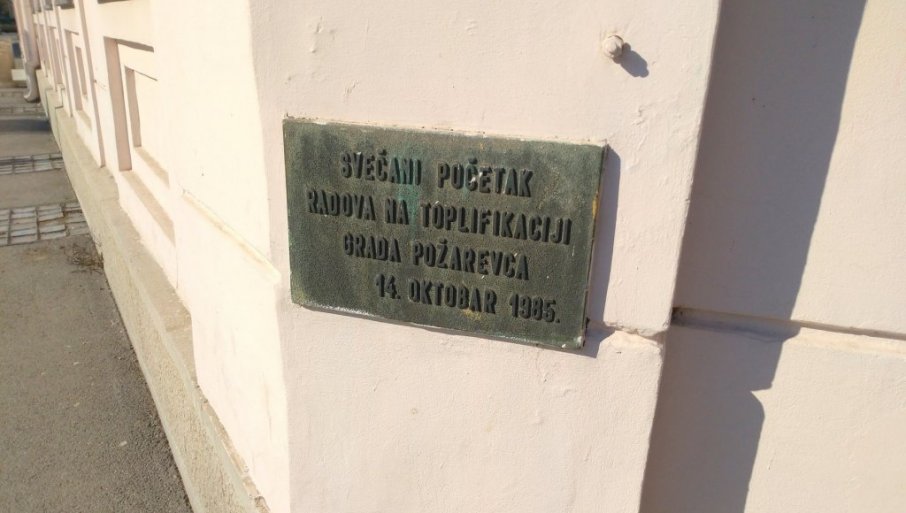 SVEČANI POČETAK
RADOVA NA TOPLIFIKACIJI
GRADA POŽAREVCA
14. OKTOBAR 1985.